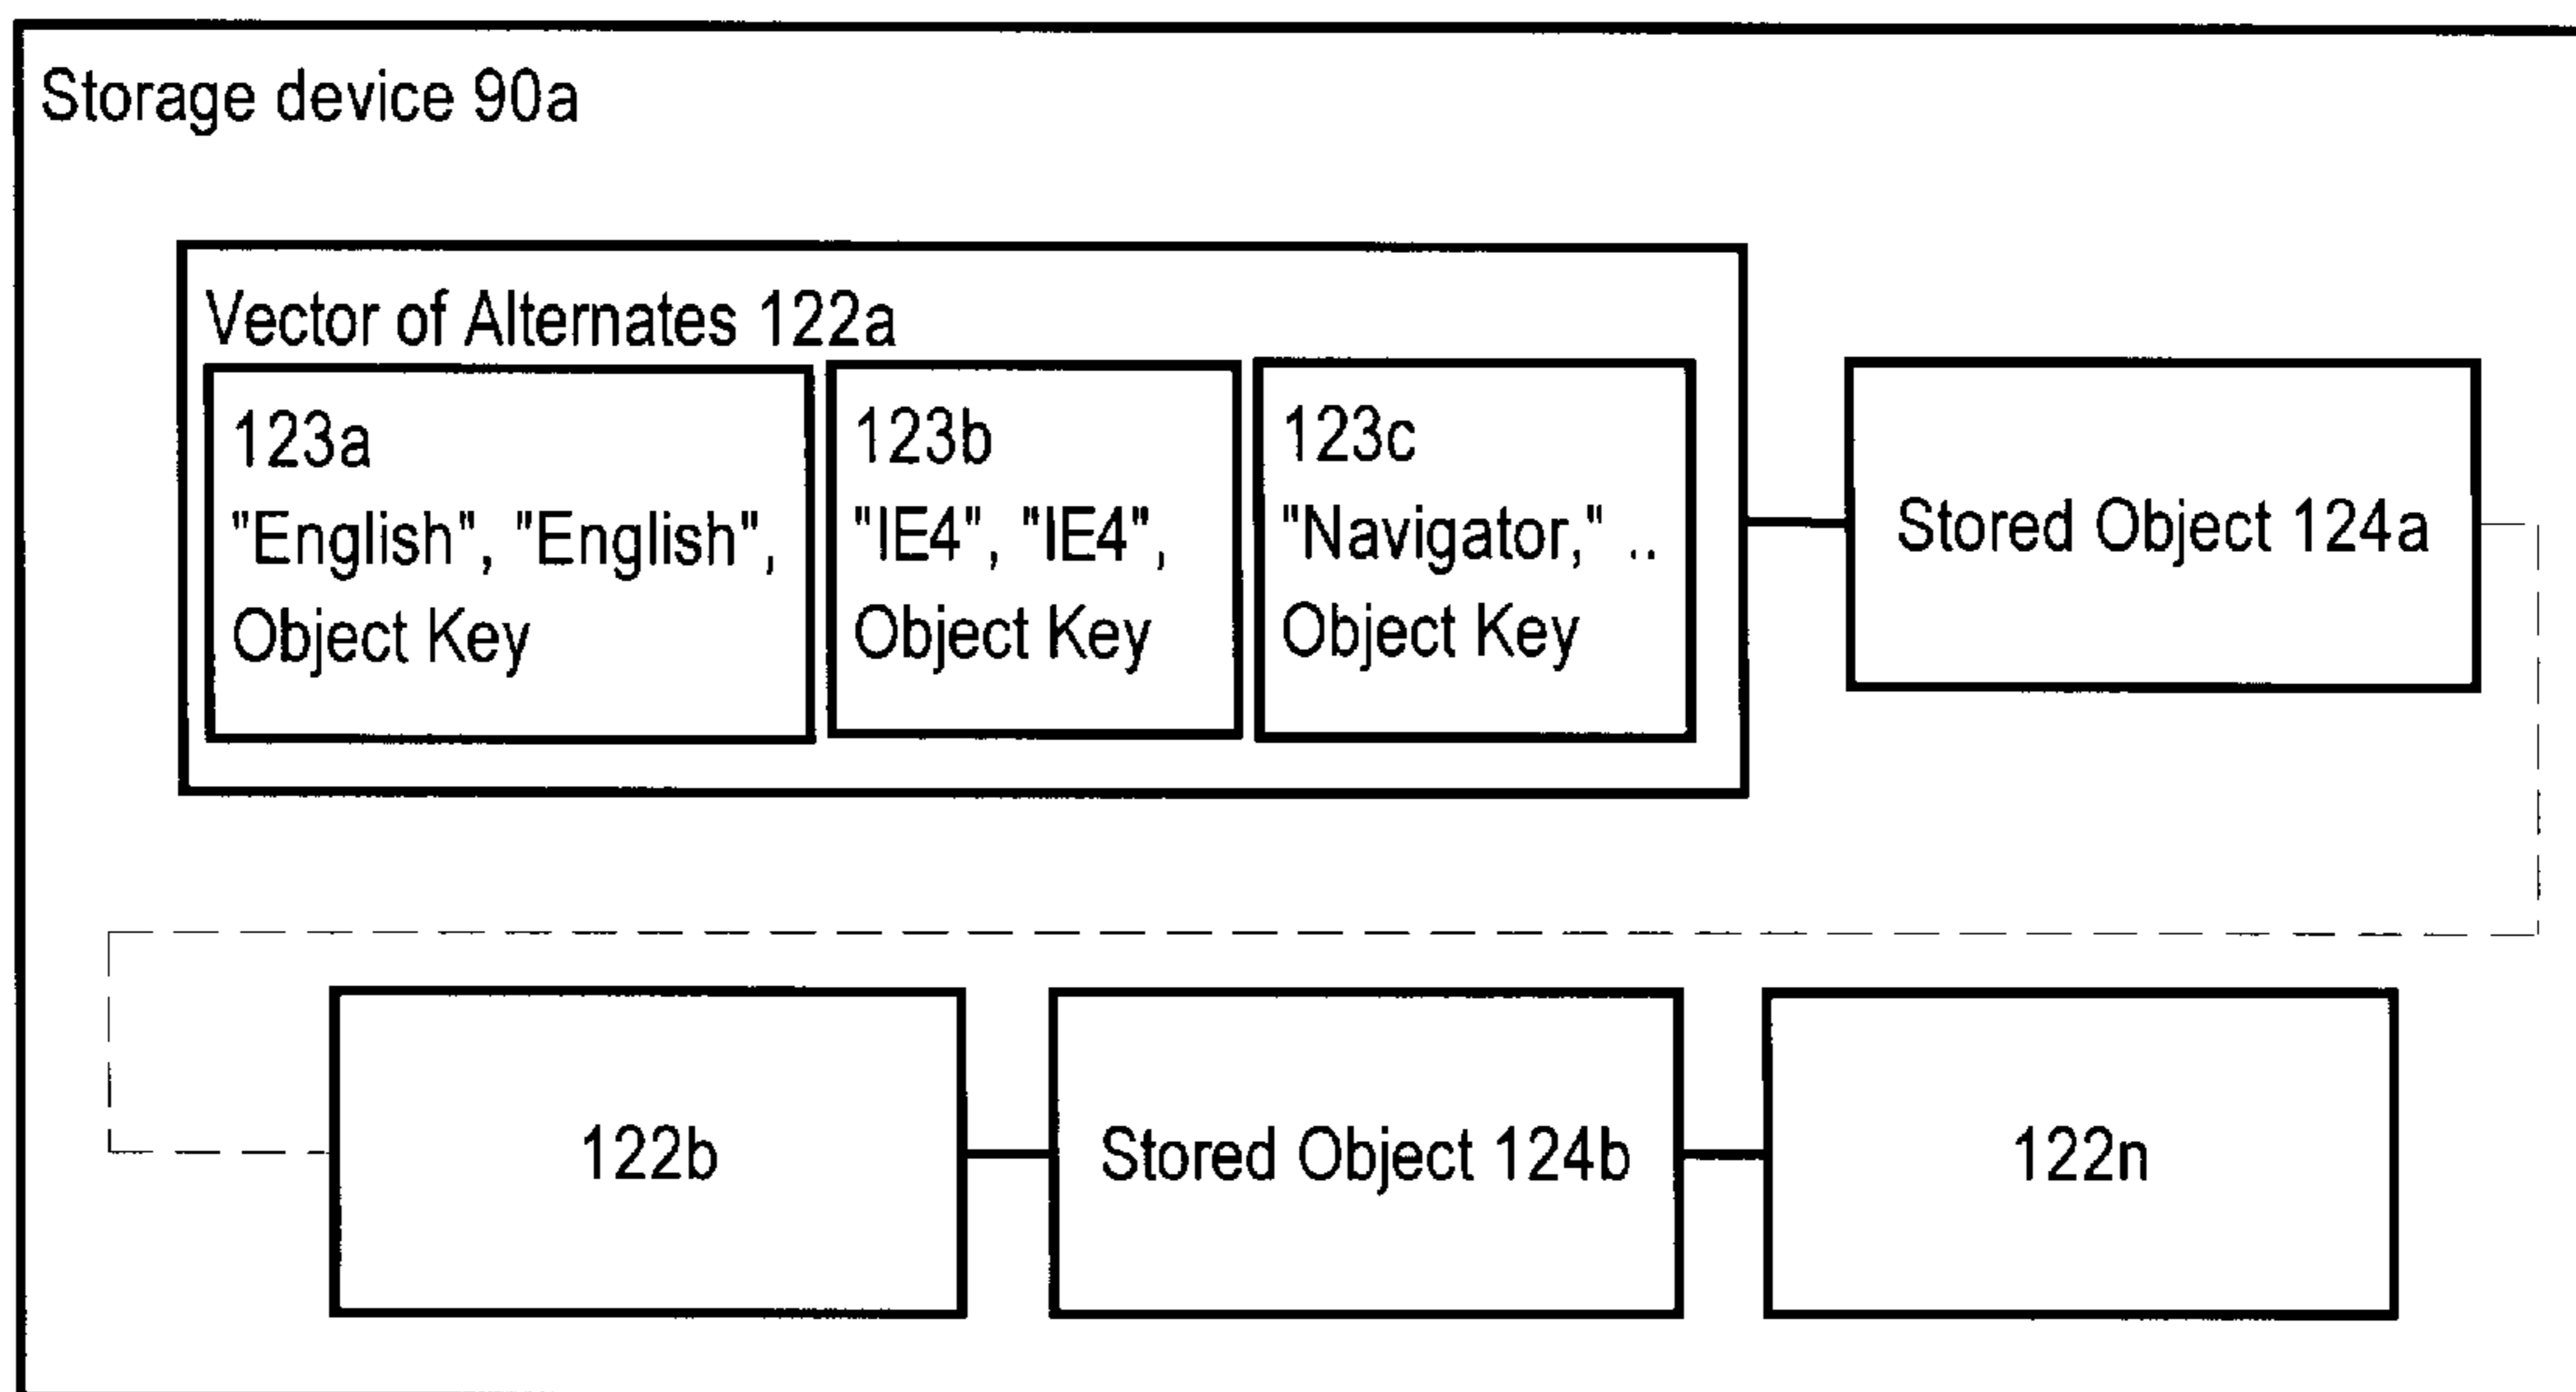 Storage device 90a
Vector of Alternates 122a
123a
"English", "English",
Object Key
123b
"IE4", "IE4",
Object Key
123c
"Navigator," ..
Object Key
Stored Object 124a
122b
Stored Object 124b
122n